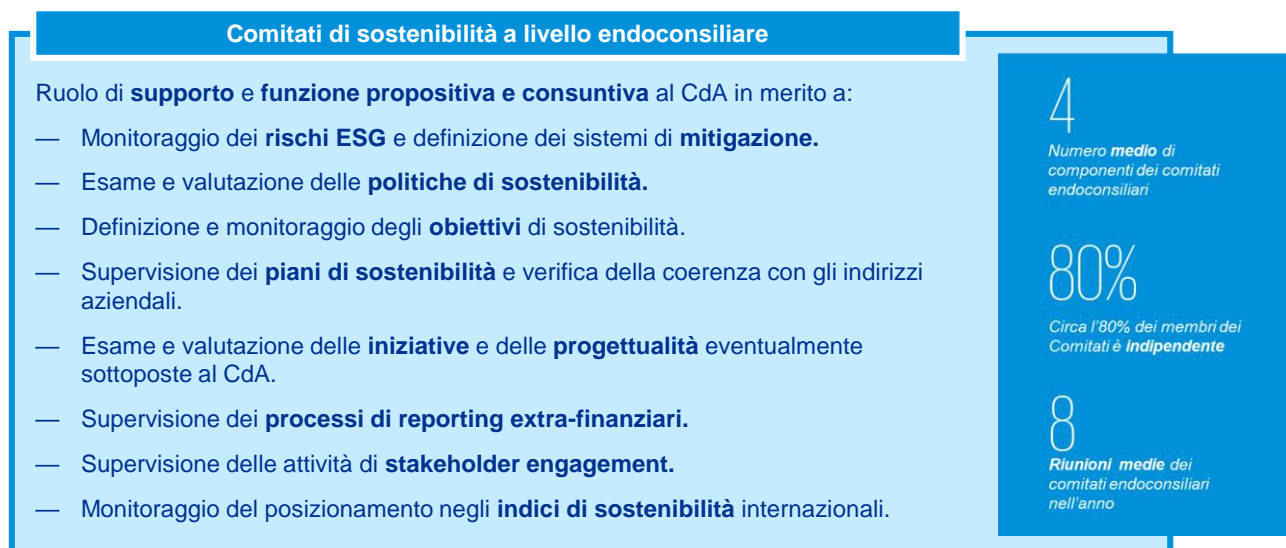 Comitati di sostenibilità a livello endoconsiliare
Ruolo di supporto e funzione propositiva e consuntiva al CdA in merito a:
— Monitoraggio dei rischi ESG e definizione dei sistemi di mitigazione.
— Esame e valutazione delle politiche di sostenibilità.
— Definizione e monitoraggio degli obiettivi di sostenibilità.
— Supervisione dei piani di sostenibilità e verifica della coerenza con gli indirizzi
aziendali.
— Esame e valutazione delle iniziative e delle progettualità eventualmente
sottoposte al CdA.
— Supervisione dei processi di reporting extra-finanziari.
— Supervisione delle attività di stakeholder engagement.
— Monitoraggio del posizionamento negli indici di sostenibilità internazionali.
4
Numero medio di
componenti dei comitati
endoconsiliari
80%
Circa l'80% dei membri dei
Comitati è indipendente
8
Riunioni medie dei
comitati endoconsiliari
nell'anno